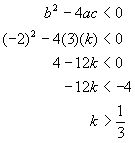 b² − 4ac < 0
(−2)² − 4(3)(k) < 0
4 − 12k < 0
−12k < −4
k > 1/3